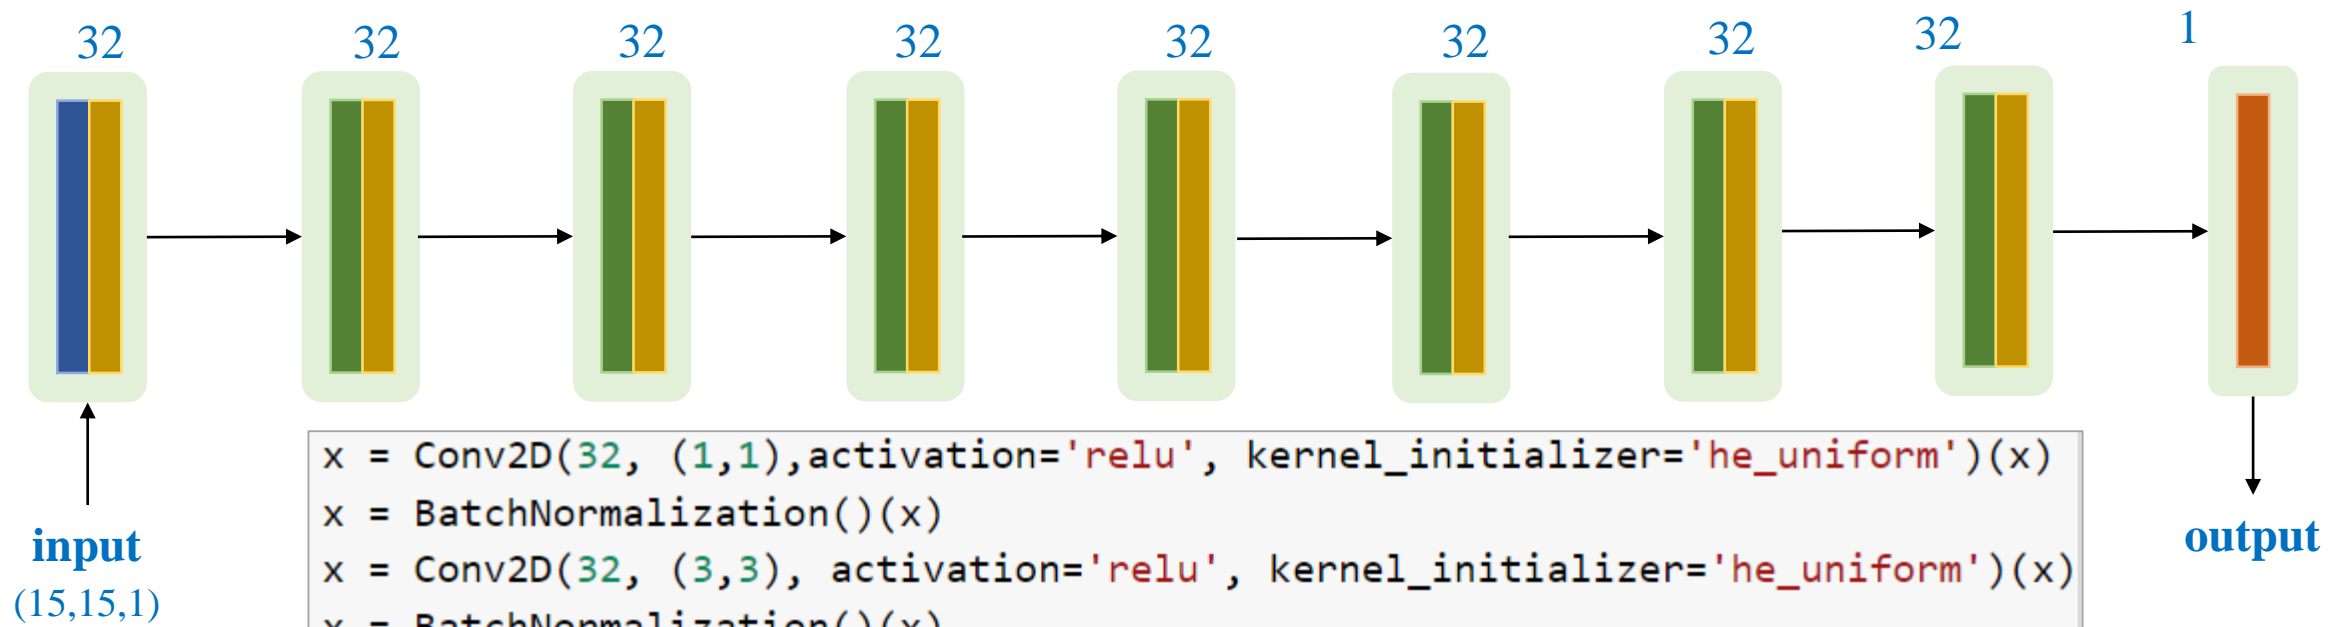 32 32 32 32 32 32 32 32 1
x = Conv2D(32, (1,1),activation='relu', kernel_initializer='he_uniform')(x)
x = BatchNormalization()(x)
x = Conv2D(32, (3,3), activation='relu', kernel_initializer='he_uniform')(x)
x = BatchNormalization()(x)
input
(15,15,1)
output